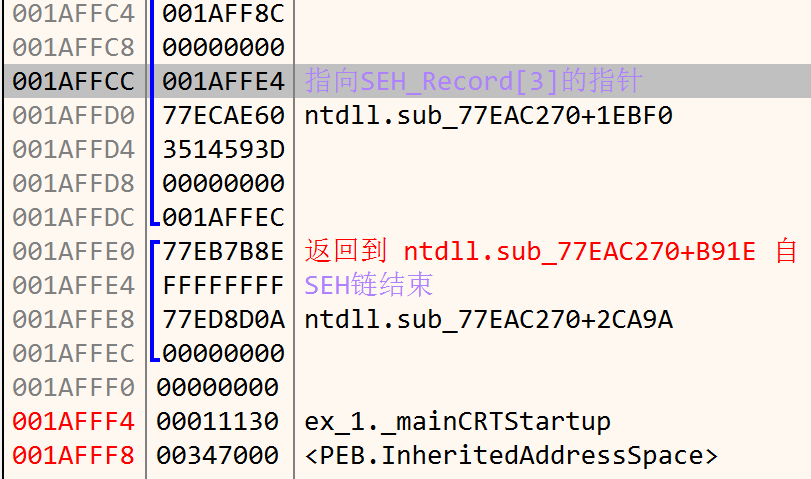 001AFFC4 001AFF8C
001AFFC8 00000000
001AFFCC 001AFFE4 指向SEH_Record[3]的指针
001AFFD0 77ECAE60 ntdll.sub_77EAC270+1EBF0
001AFFD4 3514593D
001AFFD8 00000000
001AFFDC 001AFFEC
001AFFE0 77EB7B8E 返回到 ntdll.sub_77EAC270+B91E 自
001AFFE4 FFFFFFFF SEH链结束
001AFFE8 77ED8D0A ntdll.sub_77EAC270+2CA9A
001AFFEC 00000000
001AFFF0 00000000
001AFFF4 00011130 ex_1._mainCRTStartup
001AFFF8 00347000 <PEB.InheritedAddressSpace>